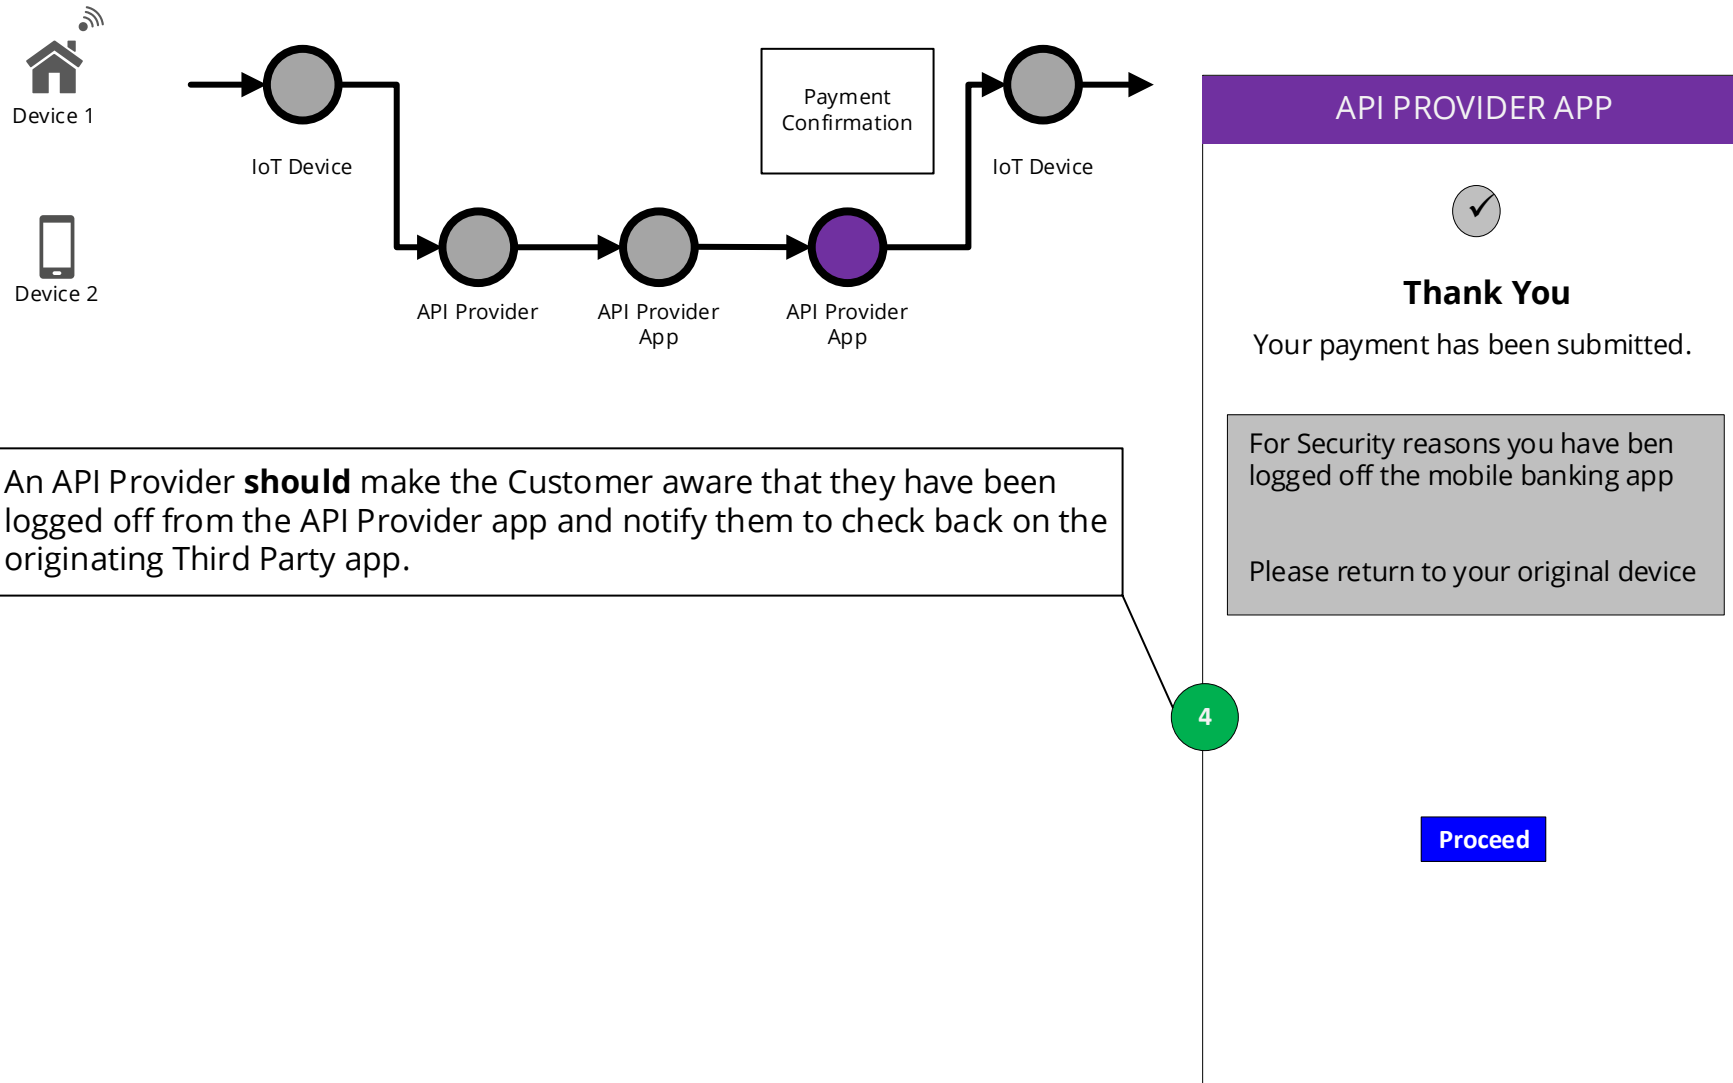 Device 1
IoT Device
Payment
Confirmation
IoT Device
Device 2
API Provider
API Provider
App
API Provider
App
An API Provider should make the Customer aware that they have been
logged off from the API Provider app and notify them to check back on the
originating Third Party app.
API PROVIDER APP
Thank You
Your payment has been submitted.
For Security reasons you have ben
logged off the mobile banking app
Please return to your original device
4
Proceed